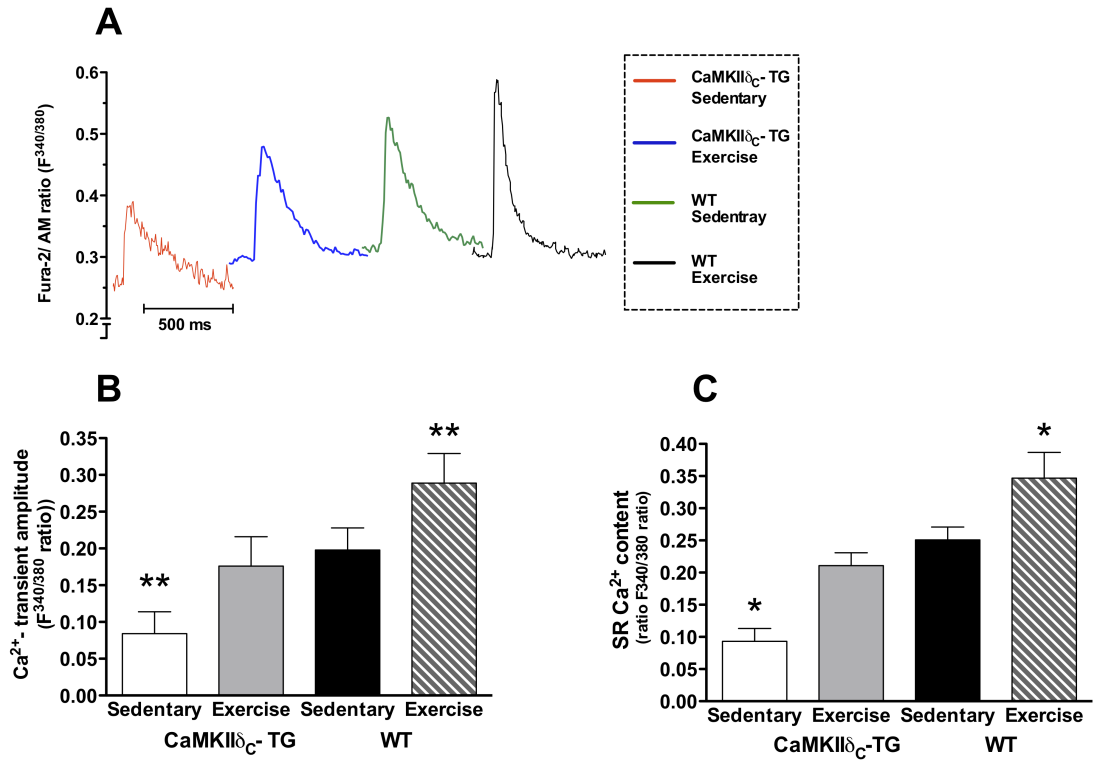 A
Fura-2/ AM ratio (F340/380)
0.6
0.5
0.4
0.3
0.2
500 ms
CaMKIIδC- TG
Sedentary
CaMKIIδC- TG
Exercise
WT
Sedentray
WT
Exercise
B
Ca2+- transient amplitude
(F340/380 ratio))
0.35
0.30
0.25
0.20
0.15
0.10
0.05
0.00
**
**
Sedentary Exercise Sedentary Exercise
CaMKIIδC- TG WT
C
SR Ca2+ content
(ratio F340/380 ratio)
0.40
0.35
0.30
0.25
0.20
0.15
0.10
0.05
0.00
*
*
Sedentary Exercise Sedentary Exercise
CaMKIIδC-TG WT